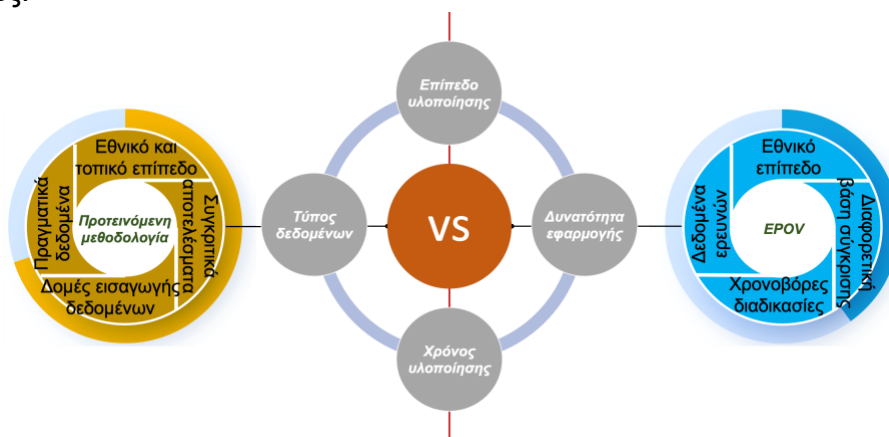 ς.
Επίπεδο
υλοποίησης
Εθνικό και
τοπικό επίπεδο
Πραγματικά
δεδομένα
Προτεινόμενη
μεθοδολογία
Συγκριτικά
αποτελέσματα
Δομές εισαγωγής
δεδομένων
Τύπος
δεδομένων
VS
Δυνατότητα
εφαρμογής
Χρόνος
υλοποίησης
Εθνικό
επίπεδο
Δεδομένα
ερευνών
EPOV
Διαφορετική
βάση σύγκρισης
Χρονοβόρες
διαδικασίες